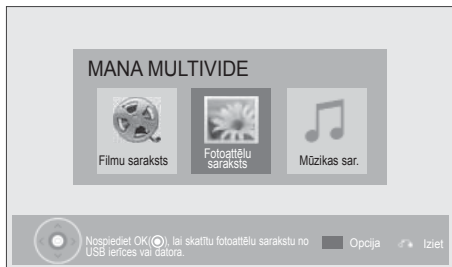 MANA MULTIVIDE
Filmu saraksts
Fotoattēlu
saraksts
Mūzikas sar.
Nospiediet OK(◉), lai skatītu fotoattēlu sarakstu no
USB ierīces vai datora.
Opcija
Iziet